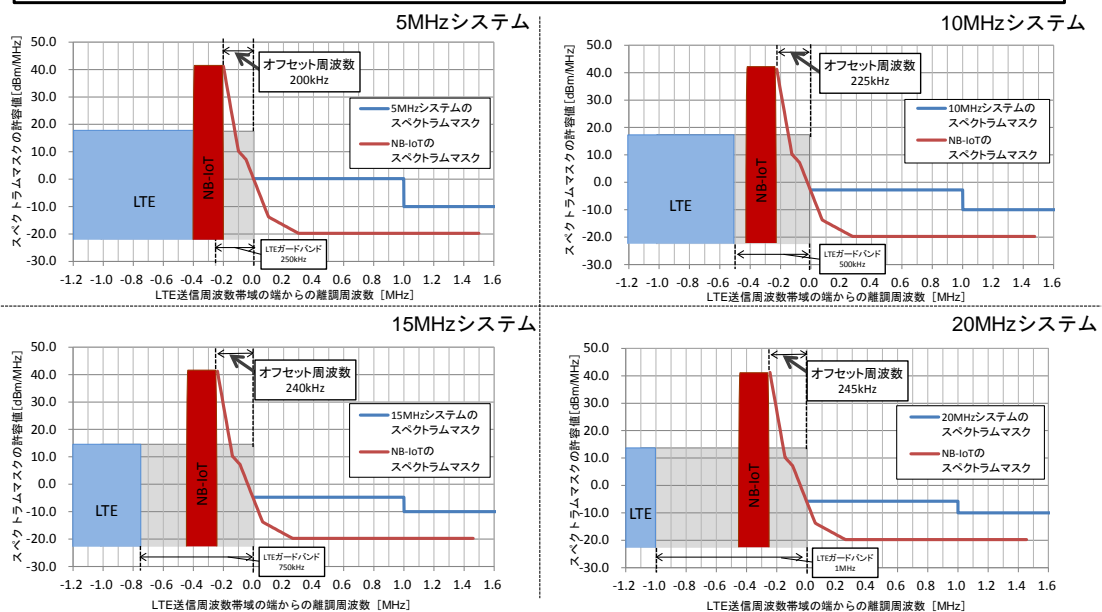 5MHzシステム
スペクトラムマスクの許容値[dBm/MHz]
50.0
40.0
30.0
20.0
10.0
0.0
-10.0
-20.0
-30.0
オフセット周波数
200kHz
5MHzシステムの
スペクトラムマスク
NB-IoTの
スペクトラムマスク
LTE
NB-IoT
LTEガードバンド
250kHz
-1.2 -1.0 -0.8 -0.6 -0.4 -0.2 0.0 0.2 0.4 0.6 0.8 1.0 1.2 1.4 1.6
LTE送信周波数帯域の端からの離調周波数 [MHz]
10MHzシステム
スペクトラムマスクの許容値[dBm/MHz]
50.0
40.0
30.0
20.0
10.0
0.0
-10.0
-20.0
-30.0
オフセット周波数
225kHz
10MHzシステムの
スペクトラムマスク
NB-IoTの
スペクトラムマスク
LTE
NB-IoT
LTEガードバンド
500kHz
-1.2 -1.0 -0.8 -0.6 -0.4 -0.2 0.0 0.2 0.4 0.6 0.8 1.0 1.2 1.4 1.6
LTE送信周波数帯域の端からの離調周波数 [MHz]
15MHzシステム
スペクトラムマスクの許容値[dBm/MHz]
50.0
40.0
30.0
20.0
10.0
0.0
-10.0
-20.0
-30.0
オフセット周波数
240kHz
15MHzシステムの
スペクトラムマスク
NB-IoTの
スペクトラムマスク
LTE
NB-IoT
LTEガードバンド
750kHz
-1.2 -1.0 -0.8 -0.6 -0.4 -0.2 0.0 0.2 0.4 0.6 0.8 1.0 1.2 1.4 1.6
LTE送信周波数帯域の端からの離調周波数 [MHz]
20MHzシステム
スペクトラムマスクの許容値[dBm/MHz]
50.0
40.0
30.0
20.0
10.0
0.0
-10.0
-20.0
-30.0
オフセット周波数
245kHz
20MHzシステムの
スペクトラムマスク
NB-IoTの
スペクトラムマスク
LTE
NB-IoT
LTEガードバンド
1MHz
-1.2 -1.0 -0.8 -0.6 -0.4 -0.2 0.0 0.2 0.4 0.6 0.8 1.0 1.2 1.4 1.6
LTE送信周波数帯域の端からの離調周波数 [MHz]